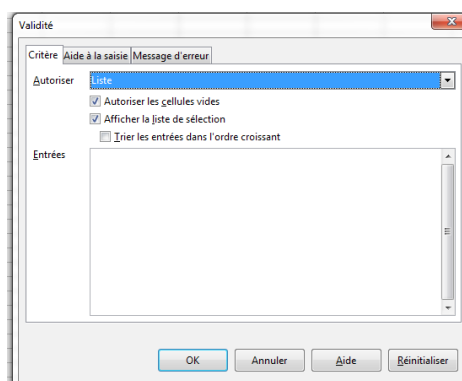 Validité
Critère Aide à la saisie Message d'erreur
Autoriser Liste
Autoriser les cellules vides
Afficher la liste de sélection
Trier les entrées dans l'ordre croissant
Entrées
OK Annuler Aide Réinitialiser